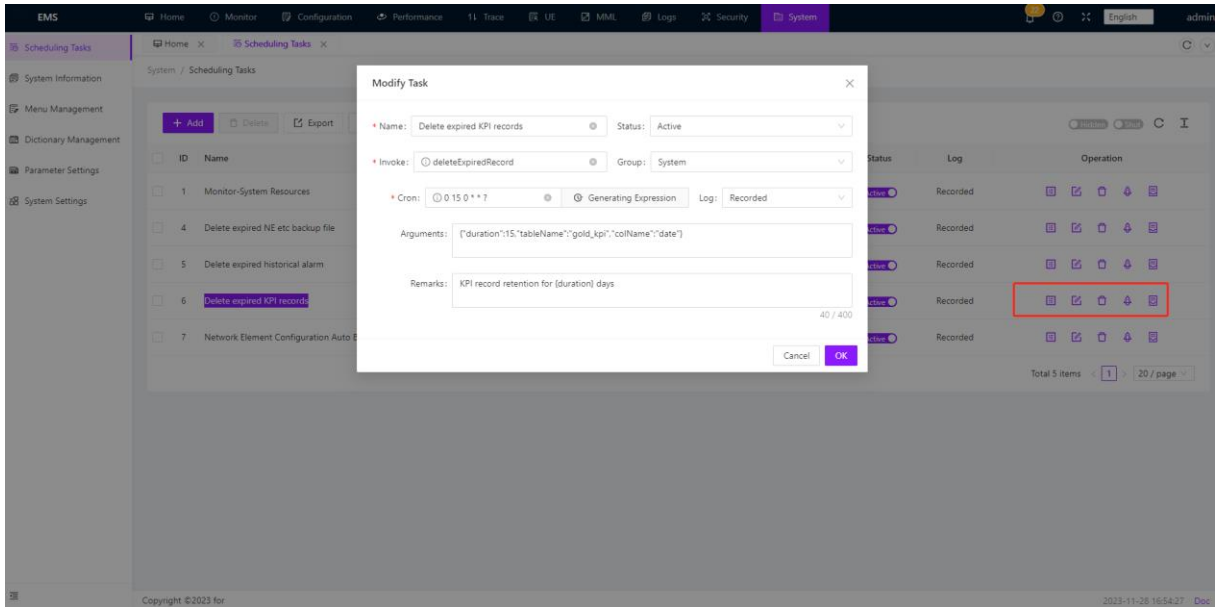 EMS Home Monitor Configuration Performance Trace UE MML Logs Security System English admin
Scheduling Tasks Home Scheduling Tasks
System Information System / Scheduling Tasks
Menu Management
Dictionary Management
Parameter Settings
System Settings
+ Add Delete Export Hidden
ID Name Status Log Operation
1 Monitor-System Resources Recorded
4 Delete expired NE etc backup file Recorded
5 Delete expired historical alarm Recorded
6 Delete expired KPI records Recorded
7 Network Element Configuration Auto Recorded
Total 5 items < 1 > 20 / page
Modify Task
* Name: Delete expired KPI records Status: Active
* Invoke: deleteExpiredRecord Group: System
* Cron: 0 15 0 * * ? Generating Expression Log: Recorded
Arguments: {"duration":15,"tableName":"gold_kpi","colName":"date"}
Remarks: KPI record retention for {duration} days
40 / 400
Cancel OK
Copyright ©2023 for 2023-11-28 16:54:27 Doc